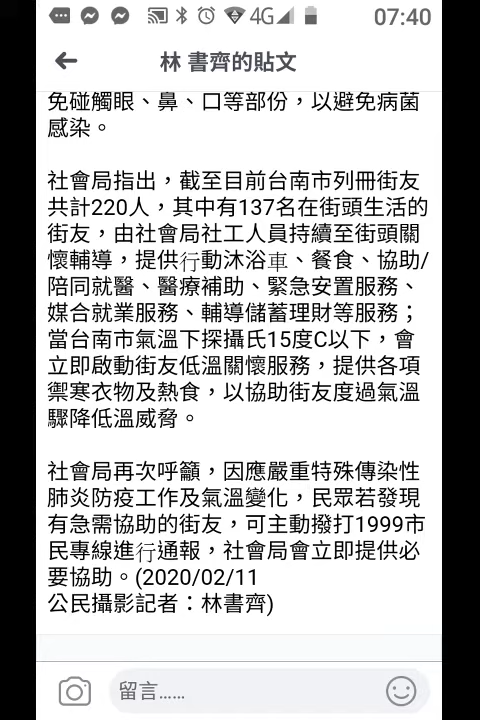 4G 07:40
林 書齊的貼文
免碰觸眼、鼻、口等部份，以避免病菌
感染。
社會局指出，截至目前台南市列冊街友
共計220人，其中有137名在街頭生活的
街友，由社會局社工人員持續至街頭關
懷輔導，提供行動沐浴車、餐食、協助/
陪同就醫、醫療補助、緊急安置服務、
媒合就業服務、輔導儲蓄理財等服務；
當台南市氣溫下探攝氏15度C以下，會
立即啟動街友低溫關懷服務，提供各項
禦寒衣物及熱食，以協助街友度過氣溫
驟降低溫威脅。
社會局再次呼籲，因應嚴重特殊傳染性
肺炎防疫工作及氣溫變化，民眾若發現
有急需協助的街友，可主動撥打1999市
民專線進行通報，社會局會立即提供必
要協助。(2020/02/11
公民攝影記者：林書齊)
留言......